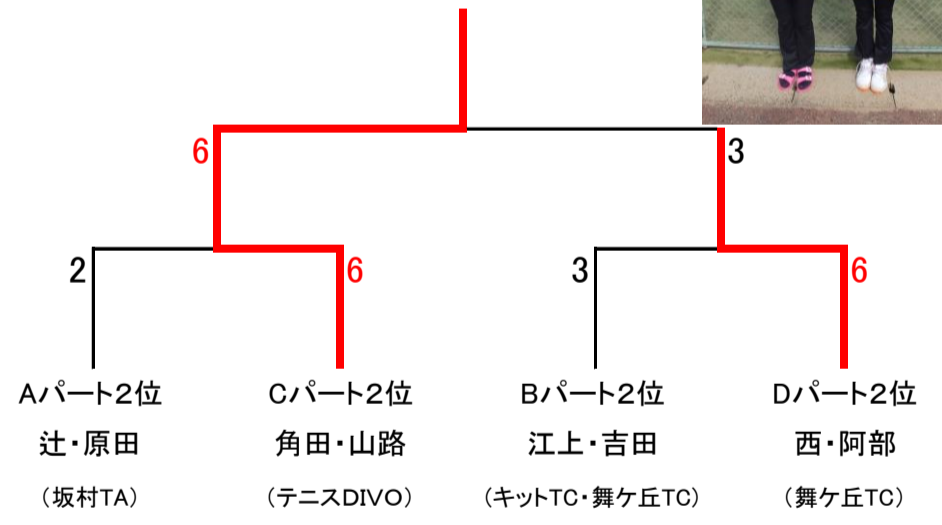 6 3
2 6 3 6
Aパート2位 Cパート2位 Bパート2位 Dパート2位
辻・原田 角田・山路 江上・吉田 西・阿部
（坂村TA） （テニスDIVO） （キットTC・舞ケ丘TC） （舞ケ丘TC）